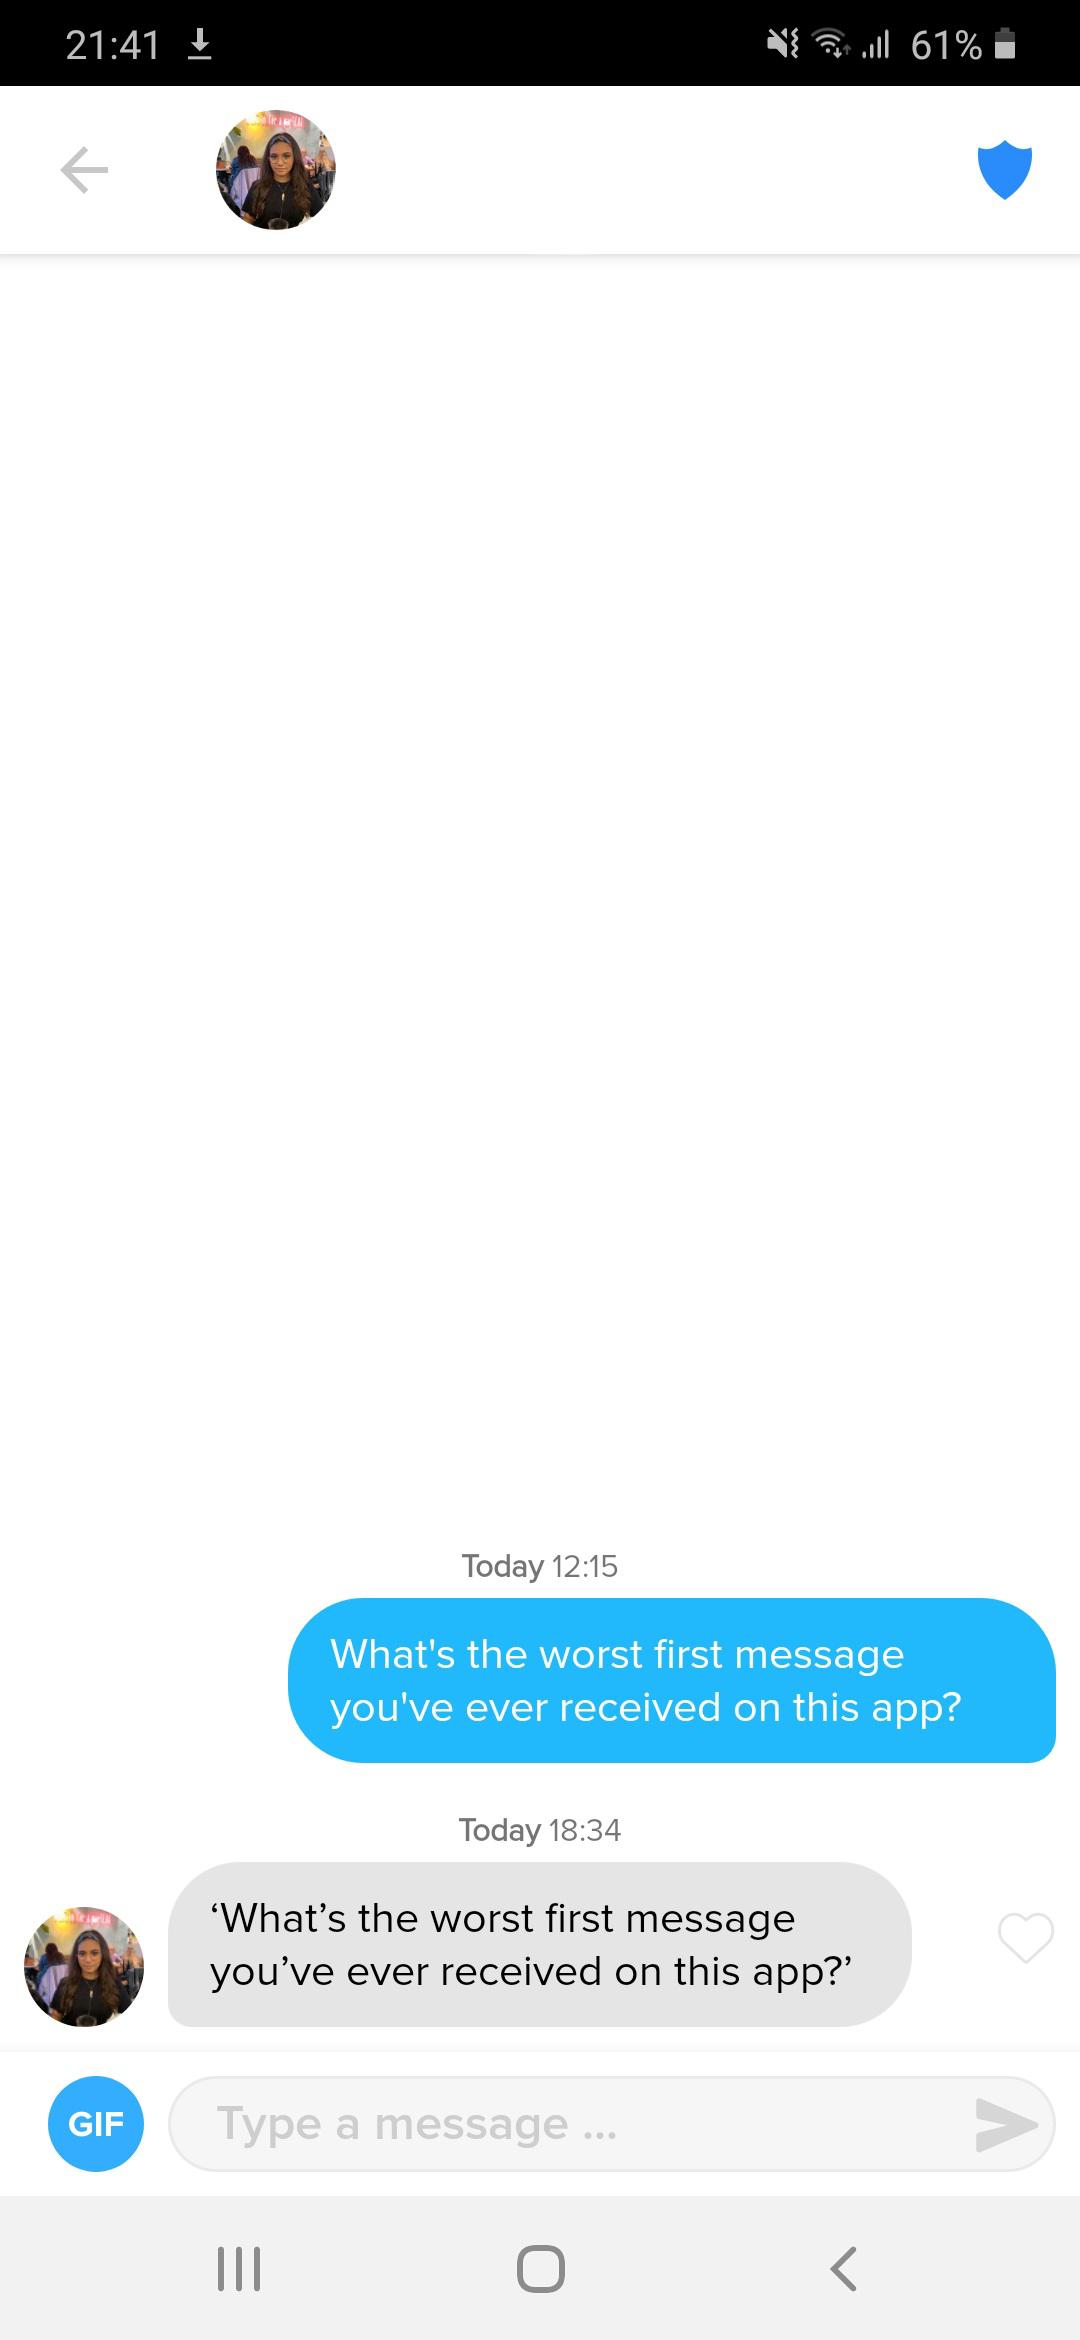 21:41
61%
Today 12:15
What's the worst first message
you've ever received on this app?
Today 18:34
‘What’s the worst first message
you’ve ever received on this app?’
GIF
Type a message ...